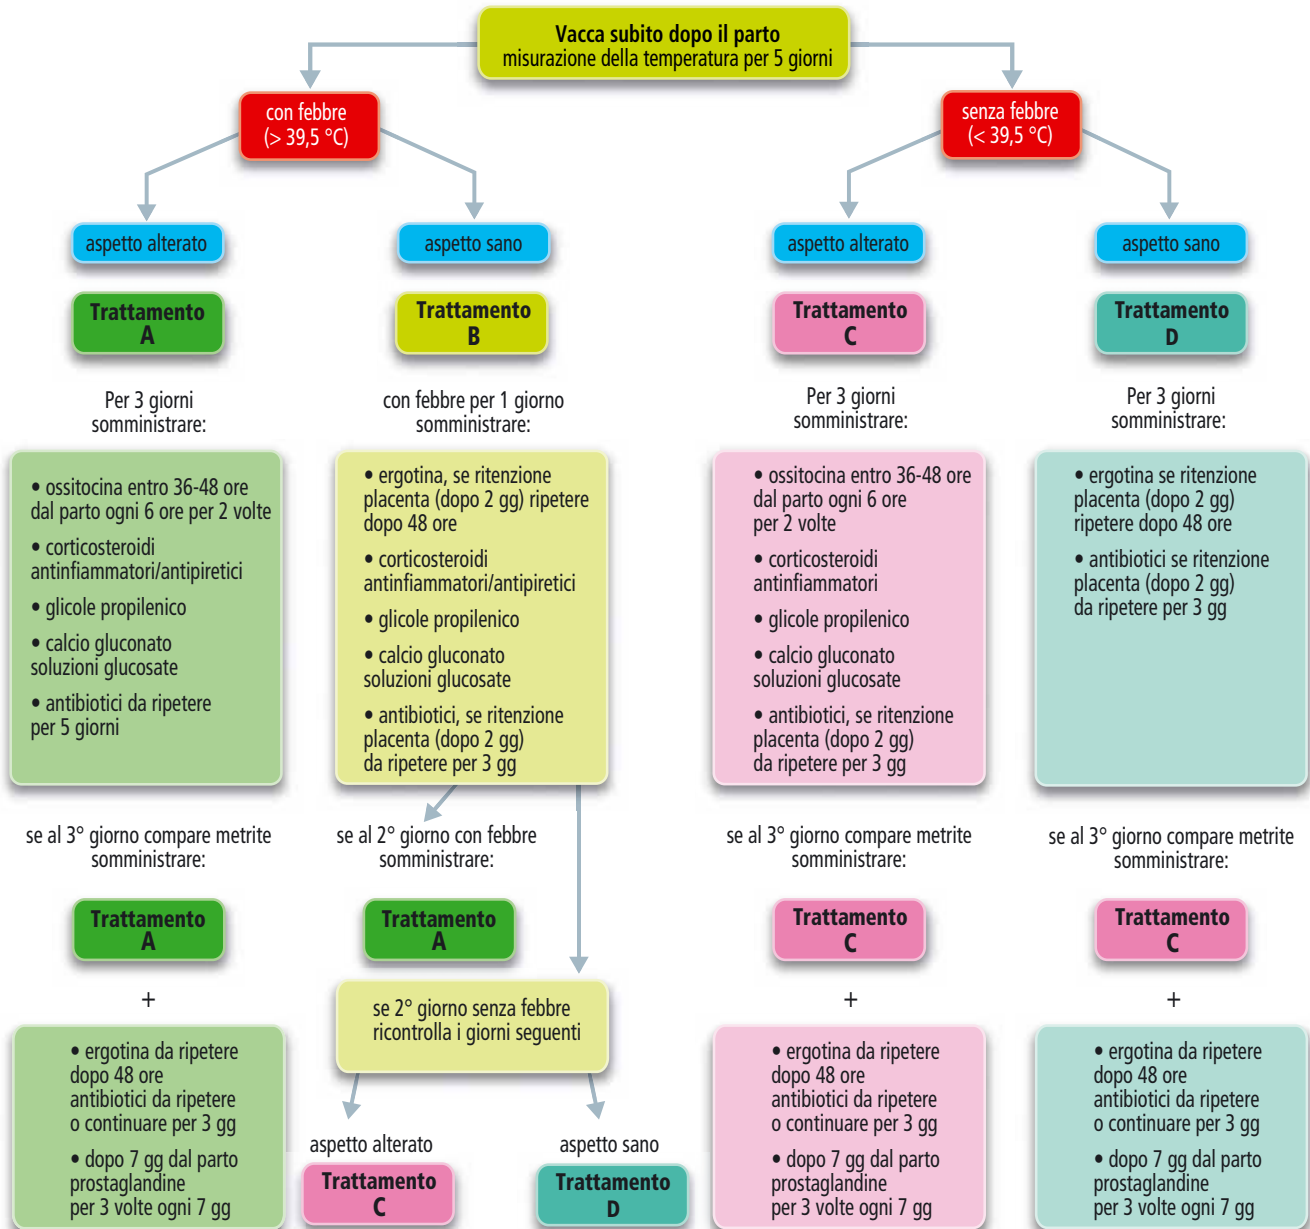 Vacca subito dopo il parto
misurazione della temperatura per 5 giorni
con febbre
(> 39,5 °C)
senza febbre
(< 39,5 °C)
aspetto alterato
aspetto sano
aspetto alterato
aspetto sano
Trattamento
A
Trattamento
B
Trattamento
C
Trattamento
D
Per 3 giorni
somministrare:
con febbre per 1 giorno
somministrare:
Per 3 giorni
somministrare:
Per 3 giorni
somministrare:
• ossitocina entro 36-48 ore
dal parto ogni 6 ore per 2 volte
• corticosteroidi
antinfiammatori/antipiretici
• glicole propilenico
• calcio gluconato
soluzioni glucosate
• antibiotici da ripetere
per 5 giorni
• ergotina, se ritenzione
placenta (dopo 2 gg) ripetere
dopo 48 ore
• corticosteroidi
antinfiammatori/antipiretici
• glicole propilenico
• calcio gluconato
soluzioni glucosate
• antibiotici, se ritenzione
placenta (dopo 2 gg)
da ripetere per 3 gg
• ossitocina entro 36-48 ore
dal parto ogni 6 ore
per 2 volte
• corticosteroidi
antinfiammatori
• glicole propilenico
• calcio gluconato
soluzioni glucosate
• antibiotici, se ritenzione
placenta (dopo 2 gg)
da ripetere per 3 gg
• ergotina, se ritenzione
placenta (dopo 2 gg)
ripetere dopo 48 ore
• antibiotici se ritenzione
placenta (dopo 2 gg)
da ripetere per 3 gg
se al 3° giorno compare metrite
somministrare:
se al 2° giorno con febbre
somministrare:
se al 3° giorno compare metrite
somministrare:
se al 3° giorno compare metrite
somministrare:
Trattamento
A
Trattamento
A
Trattamento
C
Trattamento
C
+
se 2° giorno senza febbre
ricontrolla i giorni seguenti
+
+
• ergotina da ripetere
dopo 48 ore
antibiotici da ripetere
o continuare per 3 gg
• dopo 7 gg dal parto
prostaglandine
per 3 volte ogni 7 gg
aspetto alterato
Trattamento
C
aspetto sano
Trattamento
D
• ergotina da ripetere
dopo 48 ore
antibiotici da ripetere
o continuare per 3 gg
• dopo 7 gg dal parto
prostaglandine
per 3 volte ogni 7 gg
• ergotina da ripetere
dopo 48 ore
antibiotici da ripetere
o continuare per 3 gg
• dopo 7 gg dal parto
prostaglandine
per 3 volte ogni 7 gg